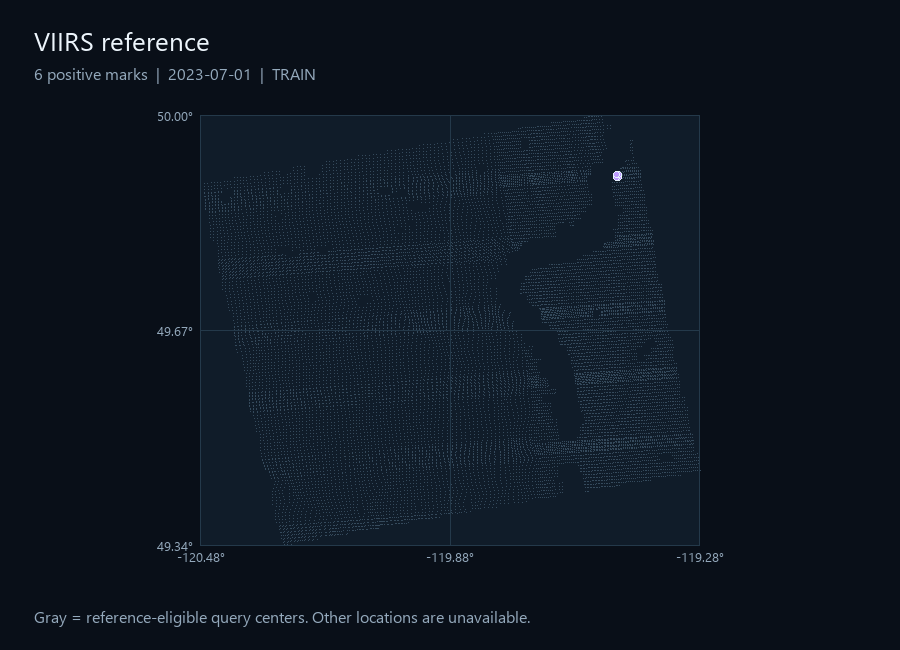 VIIRS reference
6 positive marks | 2023-07-01 | TRAIN
50.00°
49.67°
49.34°
-120.48° -119.88° -119.28°
Gray = reference-eligible query centers. Other locations are unavailable.